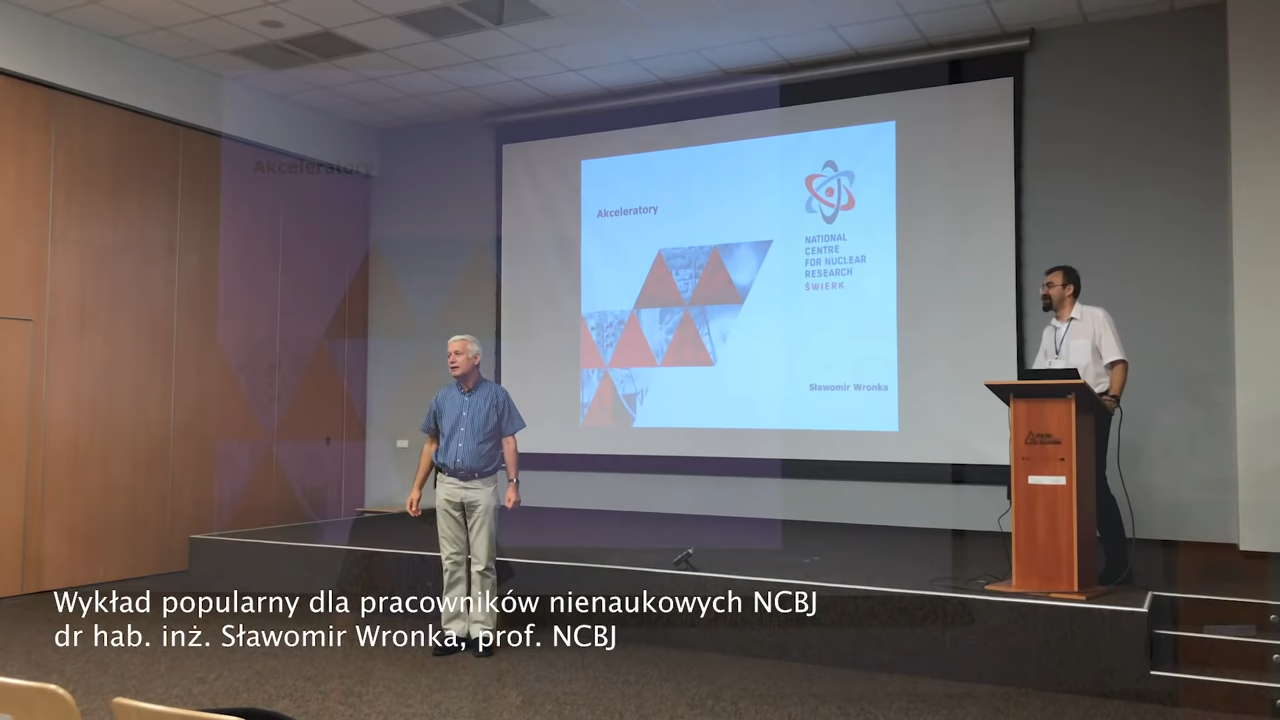 Akceleratory
Akceleratory
NATIONAL
CENTRE
FOR NUCLEAR
RESEARCH
ŚWIERK
Sławomir Wronka
Wykład popularny dla pracowników nienaukowych NCBJ
dr hab. inż. Sławomir Wronka, prof. NCBJ